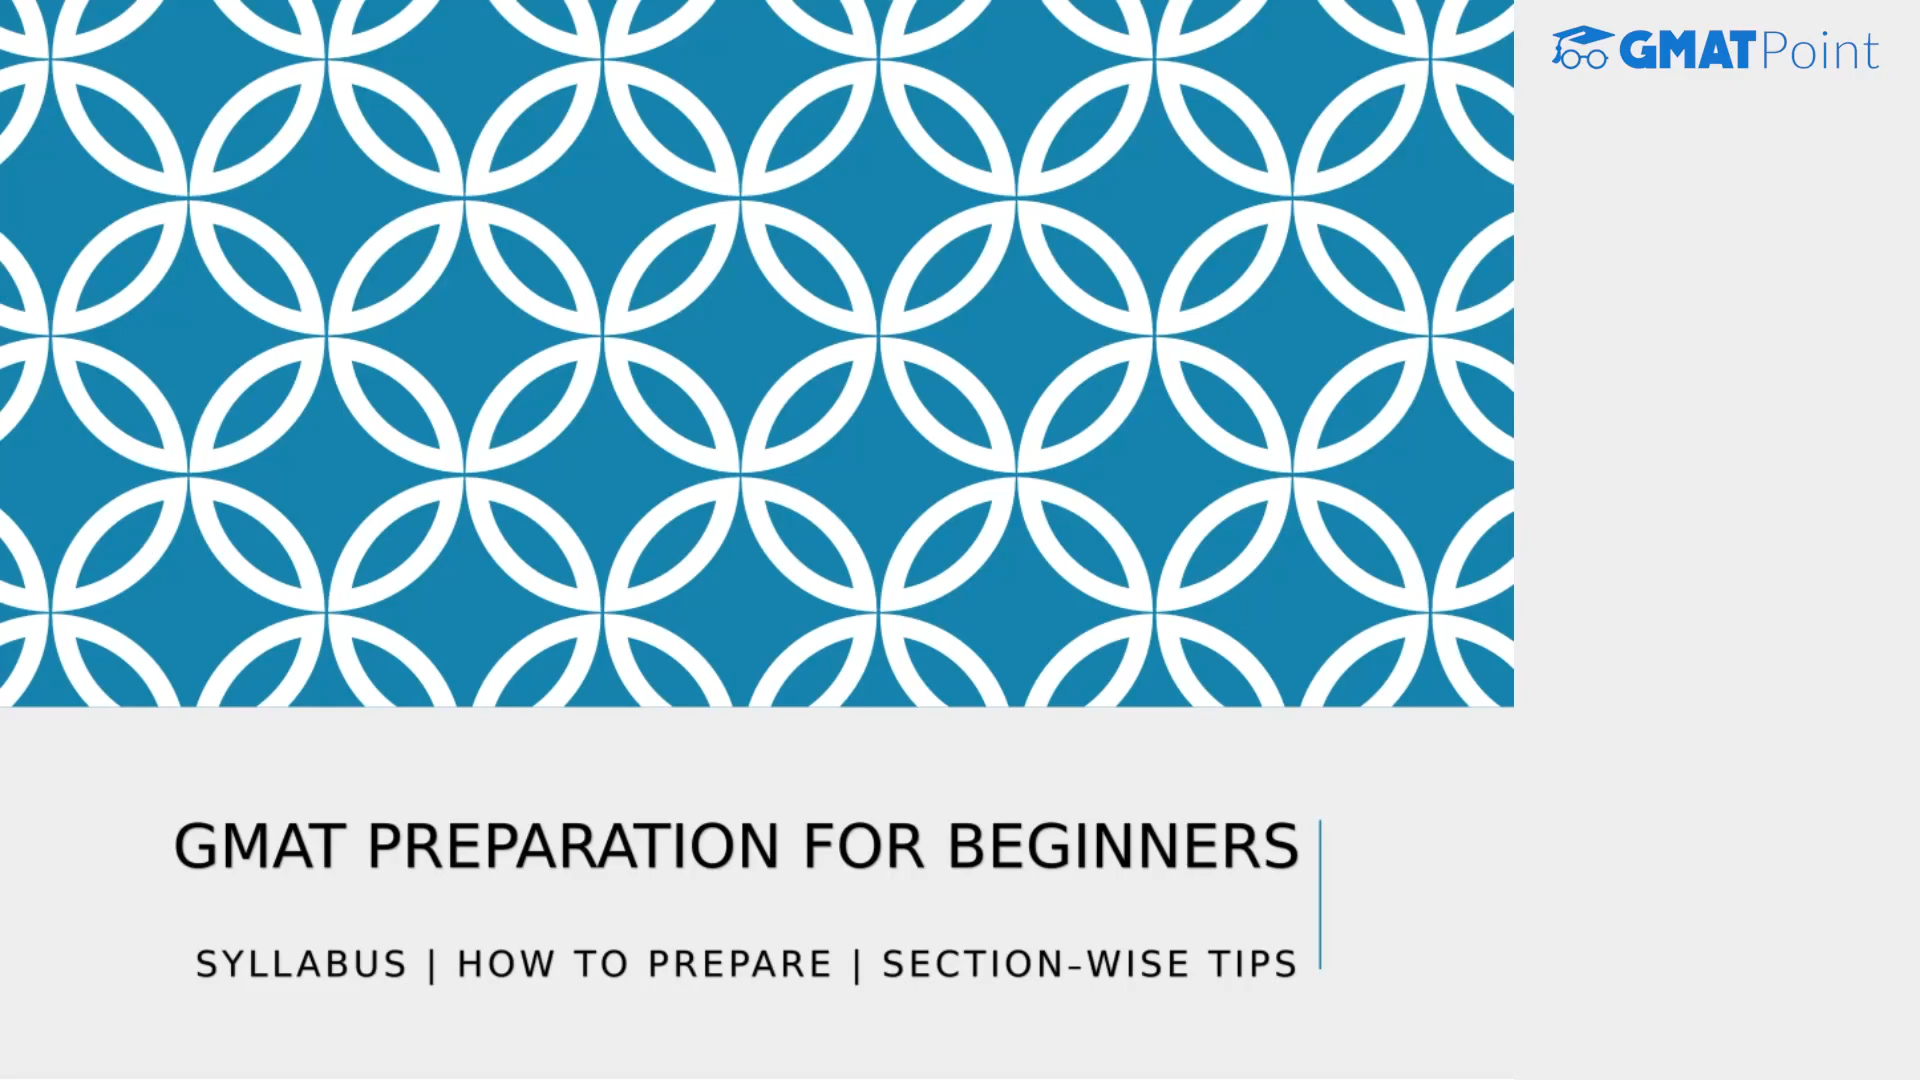 GMATPoint
GMAT PREPARATION FOR BEGINNERS
SYLLABUS | HOW TO PREPARE | SECTION-WISE TIPS